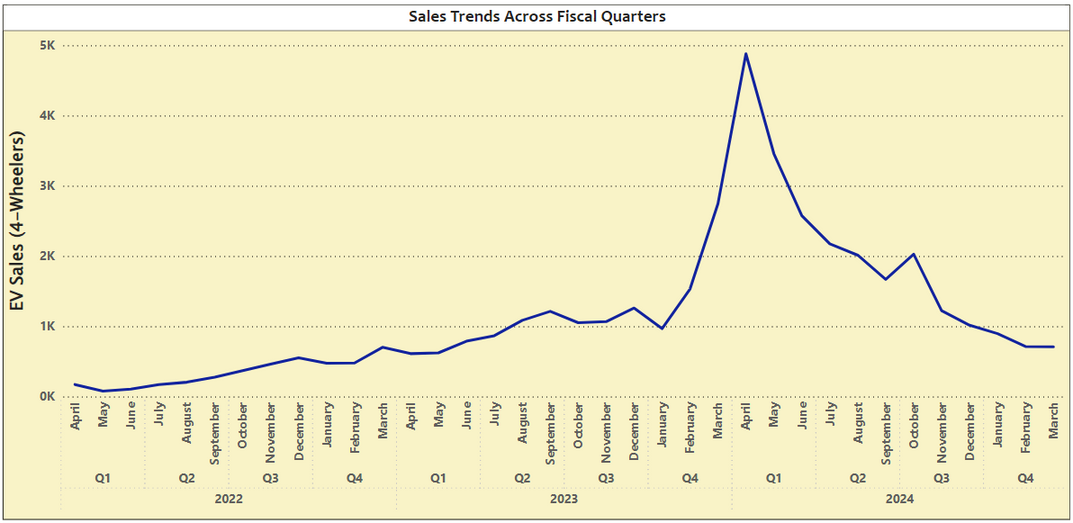 Sales Trends Across Fiscal Quarters
EV Sales (4-Wheelers)
5K
4K
3K
2K
1K
0K
April May June July August September October November December January February March April May June July August September October November December January February March April May June July August September October November December January February March
Q1 Q2 Q3 Q4 Q1 Q2 Q3 Q4 Q1 Q2 Q3 Q4
2022 2023 2024